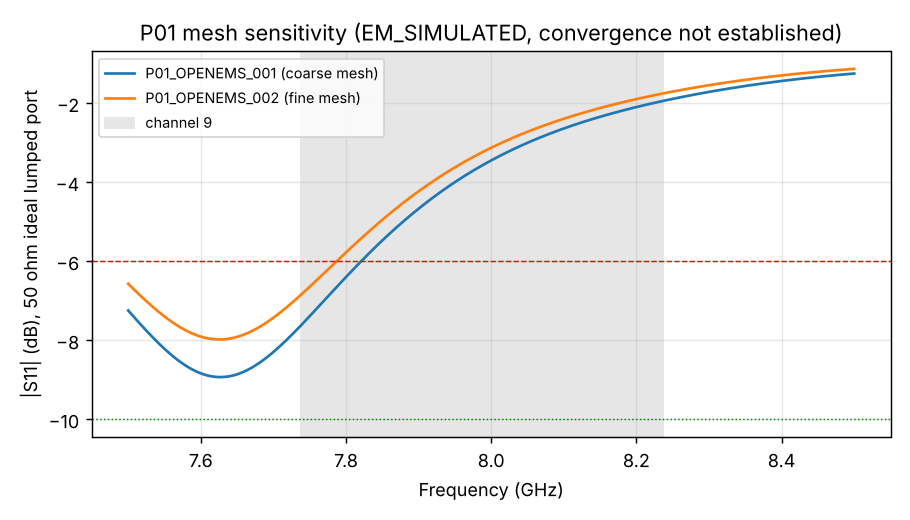 P01 mesh sensitivity (EM_SIMULATED, convergence not established)
P01_OPENEMS_001 (coarse mesh)
P01_OPENEMS_002 (fine mesh)
channel 9
|S11| (dB), 50 ohm ideal lumped port
−2
−4
−6
−8
−10
7.6 7.8 8.0 8.2 8.4
Frequency (GHz)